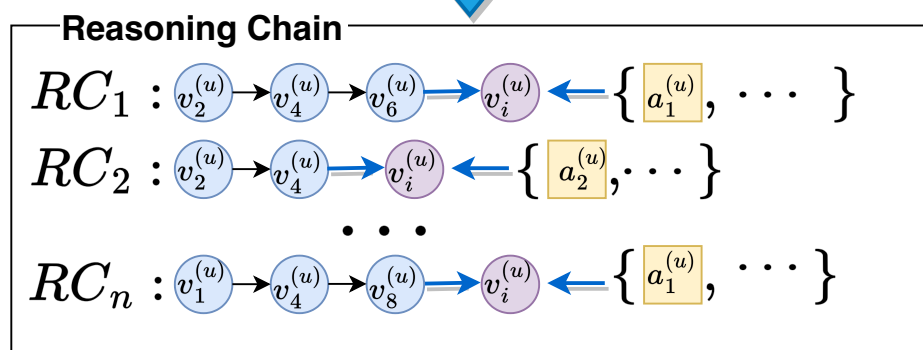 Reasoning Chain
RC₁ : v₂⁽ᵘ⁾ → v₄⁽ᵘ⁾ → v₆⁽ᵘ⁾ → vᵢ⁽ᵘ⁾ ← { a₁⁽ᵘ⁾, ⋯ }
RC₂ : v₂⁽ᵘ⁾ → v₄⁽ᵘ⁾ → vᵢ⁽ᵘ⁾ ← { a₂⁽ᵘ⁾, ⋯ }
⋯
RCₙ : v₁⁽ᵘ⁾ → v₄⁽ᵘ⁾ → v₈⁽ᵘ⁾ → vᵢ⁽ᵘ⁾ ← { a₁⁽ᵘ⁾, ⋯ }